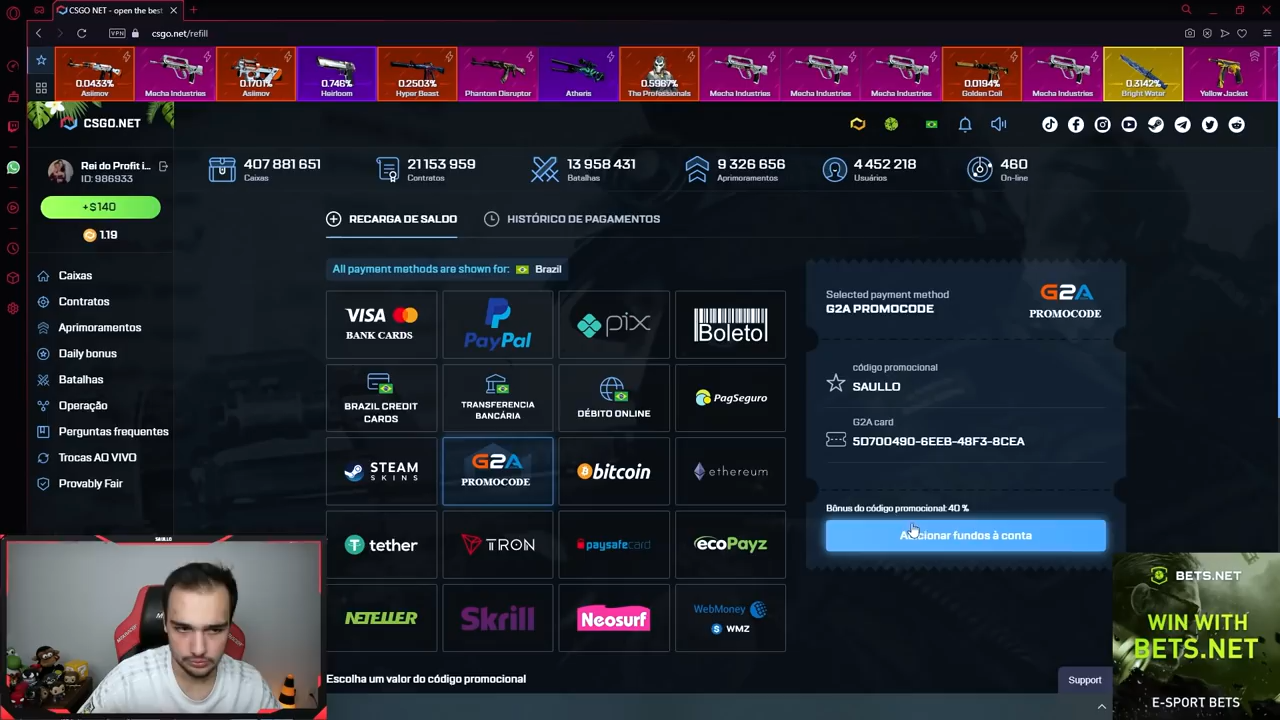 CSGO NET - open the best
VPN
csgo.net/refill
0.0433%
Asiimov
Mecha Industries
0.1701%
Asiimov
0.746%
Heirloom
0.2503%
Hyper Beast
Phantom Disruptor
Atheris
0.5987%
The Professionals
Mecha Industries
Mecha Industries
Mecha Industries
0.0194%
Golden Coil
Mecha Industries
0.3142%
Bright Water
Yellow Jacket
CSGO.NET
407 881 651
Caixas
21 153 959
Contratos
13 958 431
Batalhas
9 326 656
Aprimoramentos
4 452 218
Usuários
460
On-line
Rei do Profit i...
ID: 986933
+$140
1.19
Caixas
Contratos
Aprimoramentos
Daily bonus
Batalhas
Operação
Perguntas frequentes
Trocas AO VIVO
Provably Fair
RECARGA DE SALDO
HISTÓRICO DE PAGAMENTOS
All payment methods are shown for: Brazil
VISA
BANK CARDS
PayPal
pix
Boleto
BRAZIL CREDIT
CARDS
TRANSFERENCIA
BANCÁRIA
DÉBITO ONLINE
PagSeguro
STEAM
SKINS
G2A
PROMOCODE
bitcoin
ethereum
tether
TRON
paysafecard
ecoPayz
NETELLER
Skrill
Neosurf
WebMoney
WMZ
Escolha um valor do código promocional
Selected payment method
G2A PROMOCODE
G2A
PROMOCODE
código promocional
SAULLO
G2A card
5D700490-6EEB-48F3-8CEA
Bônus do código promocional: 40 %
Adicionar fundos à conta
Support
BETS.NET
WIN WITH
BETS.NET
E-SPORT BETS
SAULLO